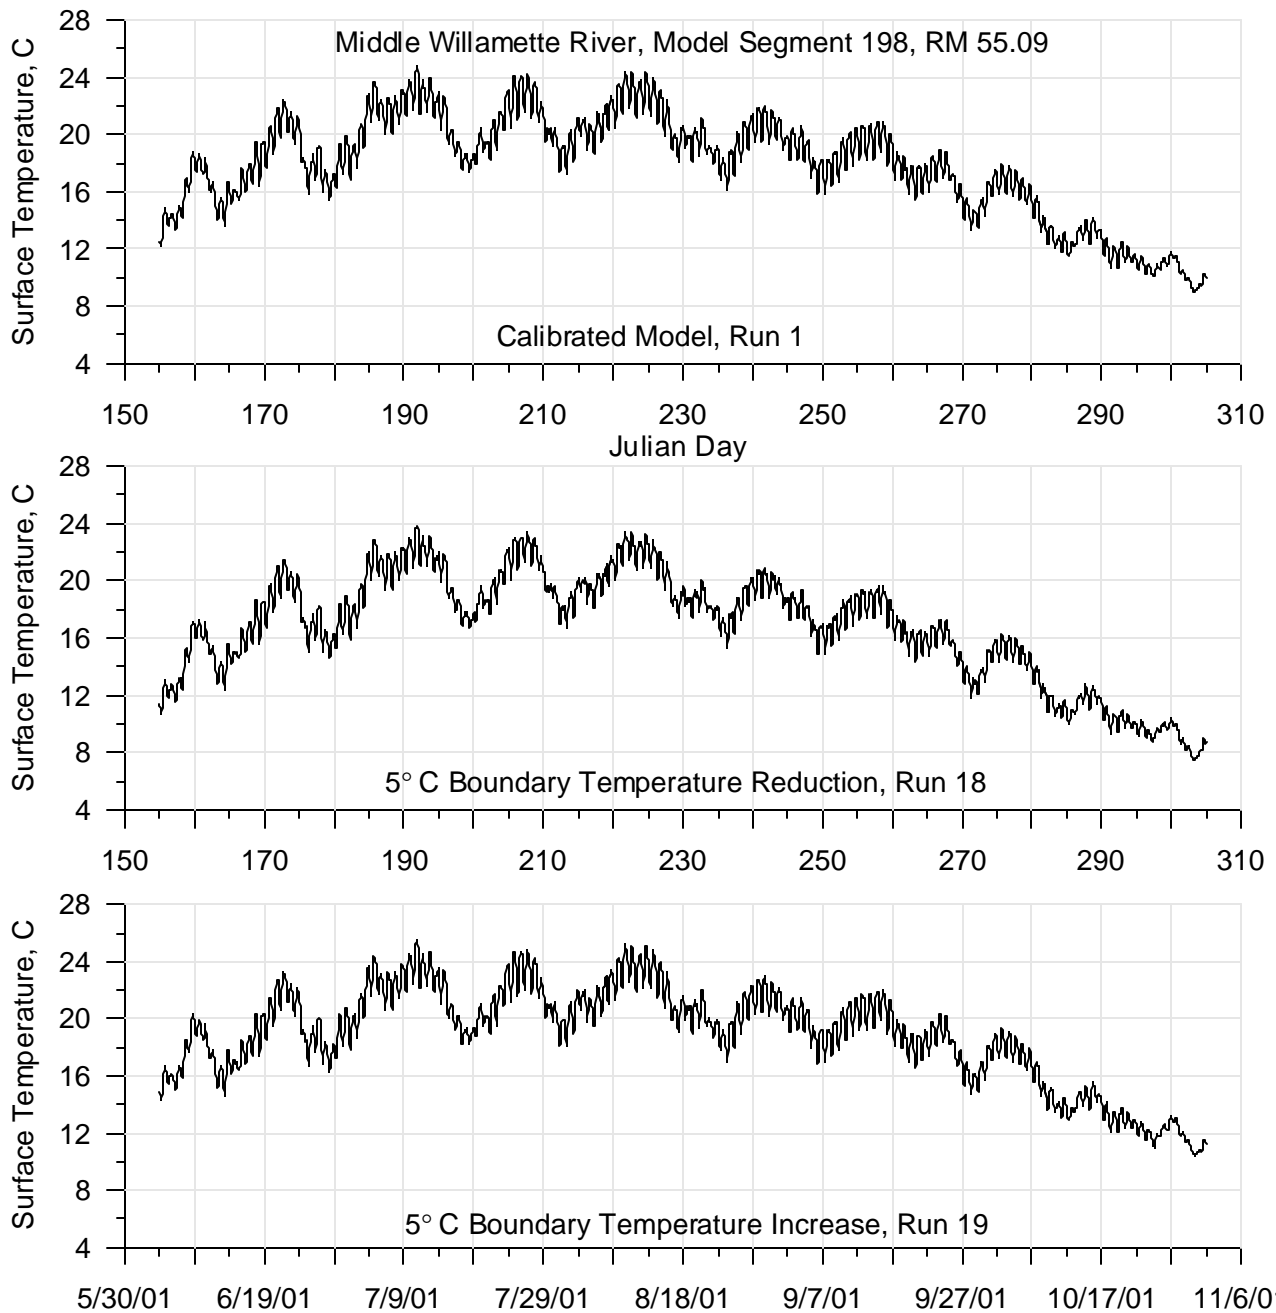 28
24
20
16
12
8
4
Surface Temperature, C
Middle Willamette River, Model Segment 198, RM 55.09
Calibrated Model, Run 1
150 170 190 210 230 250 270 290 310
Julian Day
28
24
20
16
12
8
4
Surface Temperature, C
5° C Boundary Temperature Reduction, Run 18
150 170 190 210 230 250 270 290 310
28
24
20
16
12
8
4
Surface Temperature, C
5° C Boundary Temperature Increase, Run 19
5/30/01 6/19/01 7/9/01 7/29/01 8/18/01 9/7/01 9/27/01 10/17/01 11/6/0